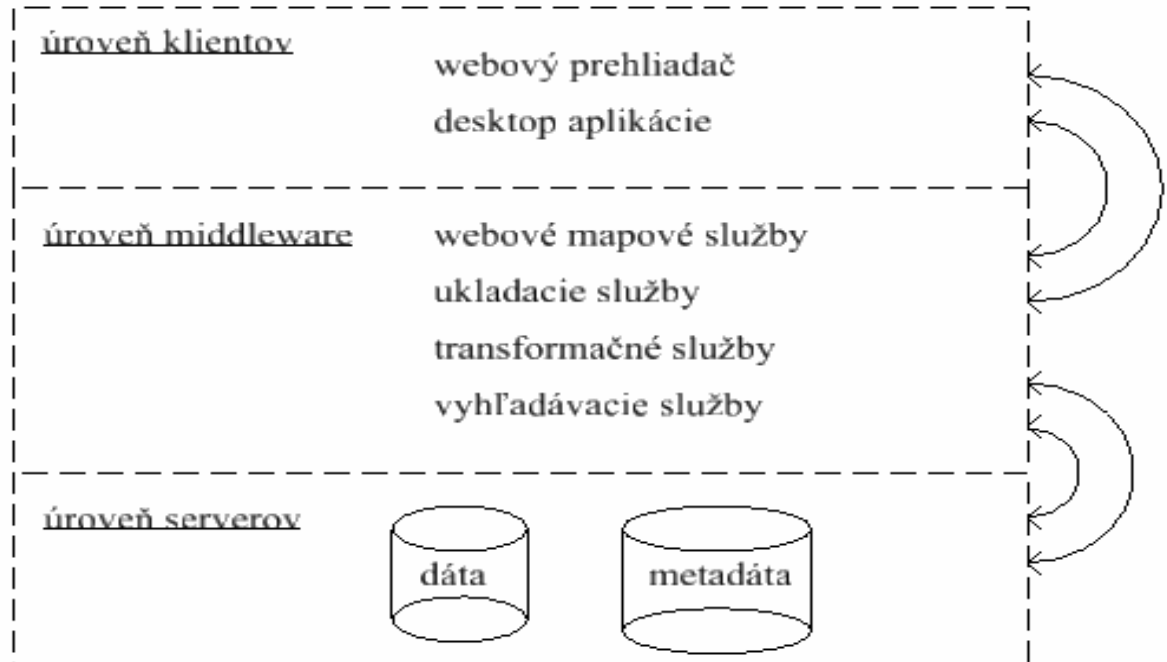 úroveň klientov
webový prehliadač
desktop aplikácie
úroveň middleware
webové mapové služby
ukladacie služby
transformačné služby
vyhľadávacie služby
úroveň serverov
dáta
metadáta